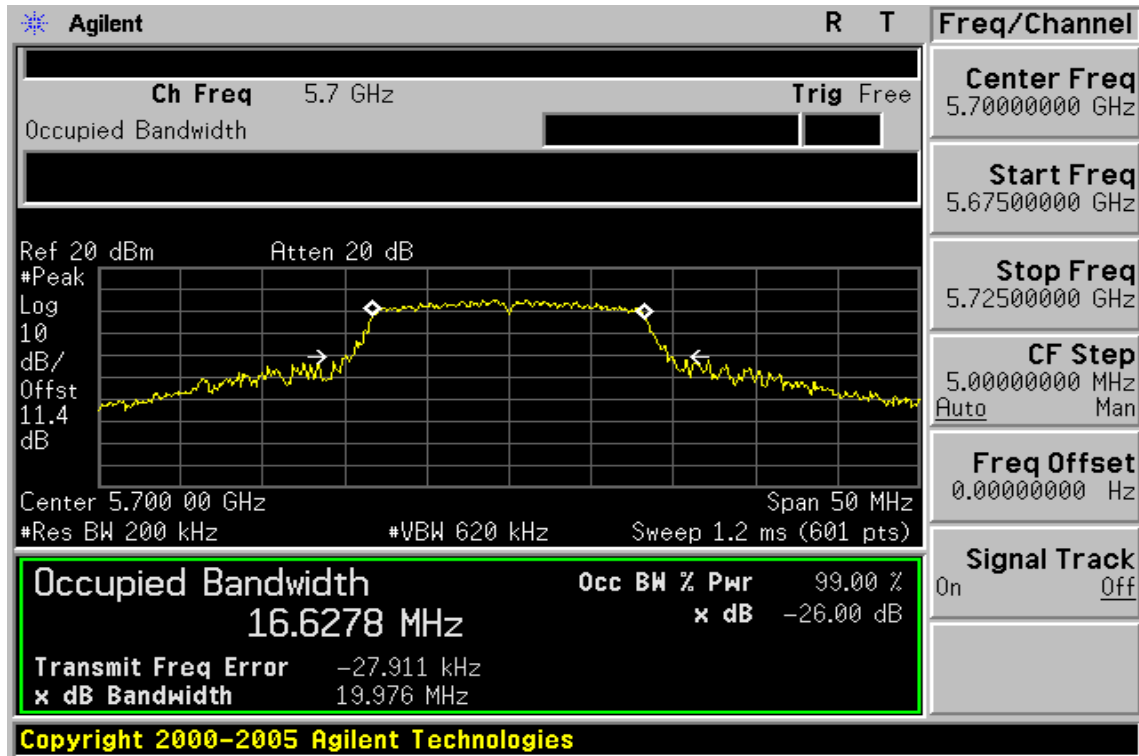 Agilent R T
Ch Freq 5.7 GHz Trig Free
Occupied Bandwidth
Ref 20 dBm Atten 20 dB
#Peak
Log
10
dB/
Offst
11.4
dB
Center 5.700 00 GHz Span 50 MHz
#Res BW 200 kHz #VBW 620 kHz Sweep 1.2 ms (601 pts)
Occupied Bandwidth
16.6278 MHz
Occ BW % Pwr 99.00 %
x dB -26.00 dB
Transmit Freq Error -27.911 kHz
x dB Bandwidth 19.976 MHz
Copyright 2000-2005 Agilent Technologies
Freq/Channel
Center Freq
5.70000000 GHz
Start Freq
5.67500000 GHz
Stop Freq
5.72500000 GHz
CF Step
5.00000000 MHz
Auto Man
Freq Offset
0.00000000 Hz
Signal Track
On Off